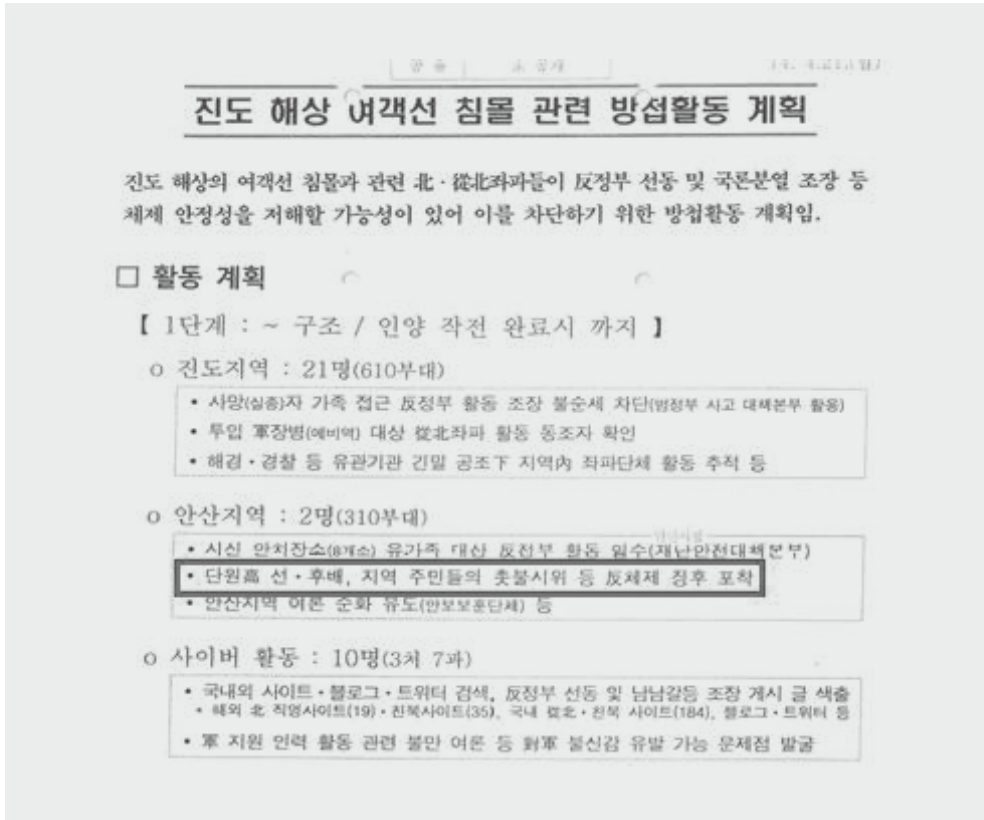 진도 해상 여객선 침몰 관련 방첩활동 계획
진도 해상의 여객선 침몰과 관련 北·從北좌파들이 反정부 선동 및 국론분열 조장 등
체제 안정성을 저해할 가능성이 있어 이를 차단하기 위한 방첩활동 계획임.
□ 활동 계획
【 1단계 : ~ 구조 / 인양 작전 완료시 까지 】
o 진도지역 : 21명(610부대)
• 사망(실종)자 가족 접근 反정부 활동 조장 불순세 차단(범정부 사고 대책본부 활용)
• 투입 軍장병(예비역) 대상 從北좌파 활동 동조자 확인
• 해경·경찰 등 유관기관 긴밀 공조下 지역內 좌파단체 활동 추적 등
o 안산지역 : 2명(310부대)
• 시신 안치장소(8개소) 유가족 대상 反정부 활동 입수(재난안전대책본부)
• 단원高 선·후배, 지역 주민들의 촛불시위 등 反체제 징후 포착
• 안산지역 여론 순화 유도(안보보훈단체) 등
o 사이버 활동 : 10명(3처 7과)
• 국내외 사이트·블로그·트위터 검색, 反정부 선동 및 남남갈등 조장 게시 글 색출
* 해외 北 직영사이트(19)·친북사이트(35), 국내 從北·친북 사이트(184), 블로그·트위터 등
• 軍 지원 인력 활동 관련 불만 여론 등 對軍 불신감 유발 가능 문제점 발굴